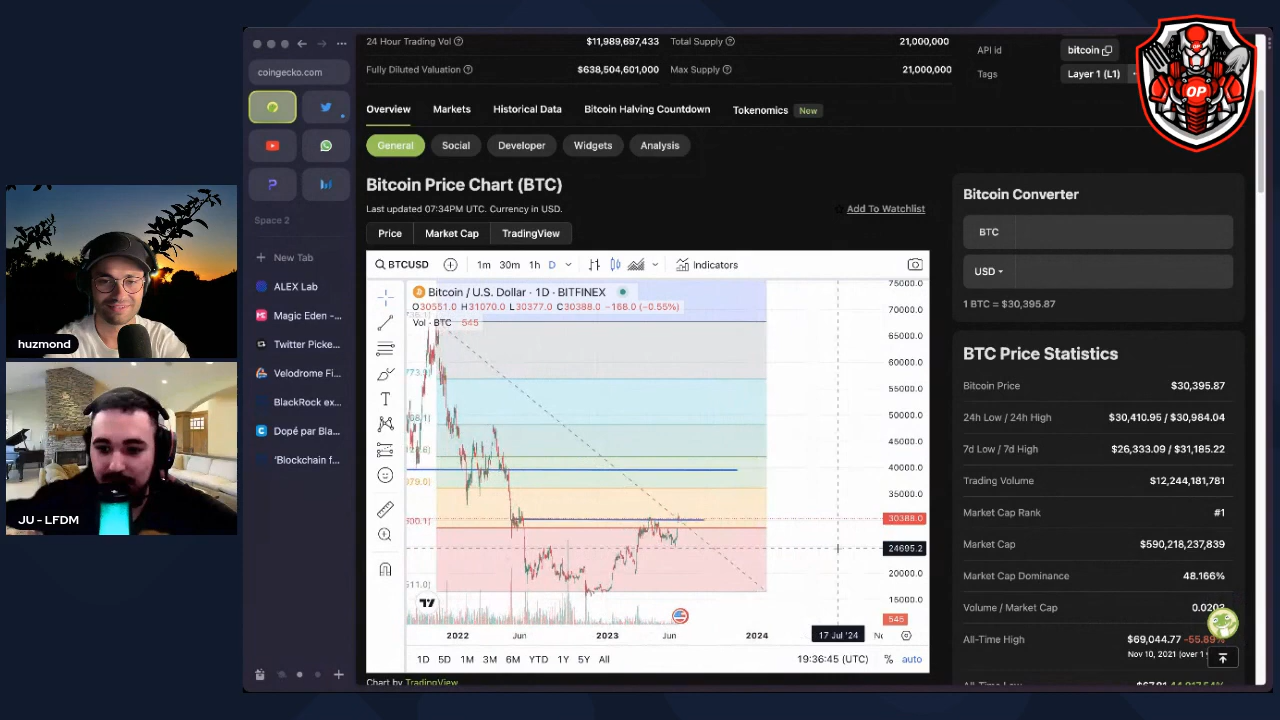 24 Hour Trading Vol $11,989,697,433 Total Supply 21,000,000
Fully Diluted Valuation $638,504,601,000 Max Supply 21,000,000
API id bitcoin
Tags Layer 1 (L1)
OP
coingecko.com
Overview Markets Historical Data Bitcoin Halving Countdown Tokenomics New
General Social Developer Widgets Analysis
Bitcoin Price Chart (BTC)
Last updated 07:34PM UTC. Currency in USD.
Add To Watchlist
Price Market Cap TradingView
BTCUSD 1m 30m 1h D Indicators
Bitcoin / U.S. Dollar · 1D · BITFINEX
O30551.0 H31070.0 L30377.0 C30388.0 −168.0 (−0.55%)
Vol · BTC 545
75000.0
70000.0
65000.0
60000.0
55000.0
50000.0
45000.0
40000.0
35000.0
30388.0
24695.2
20000.0
15000.0
545
2022 Jun 2023 Jun 2024 17 Jul '24
1D 5D 1M 3M 6M YTD 1Y 5Y All 19:36:45 (UTC) % auto
Chart by TradingView
Space 2
New Tab
ALEX Lab
Magic Eden -...
Twitter Picke...
Velodrome Fi...
BlackRock ex...
Dopé par Bla...
'Blockchain f...
huzmond
JU - LFDM
Bitcoin Converter
BTC
USD
1 BTC = $30,395.87
BTC Price Statistics
Bitcoin Price $30,395.87
24h Low / 24h High $30,410.95 / $30,984.04
7d Low / 7d High $26,333.09 / $31,185.22
Trading Volume $12,244,181,781
Market Cap Rank #1
Market Cap $590,218,237,839
Market Cap Dominance 48.166%
Volume / Market Cap 0.0202
All-Time High $69,044.77 -55.89%
Nov 10, 2021 (over 1